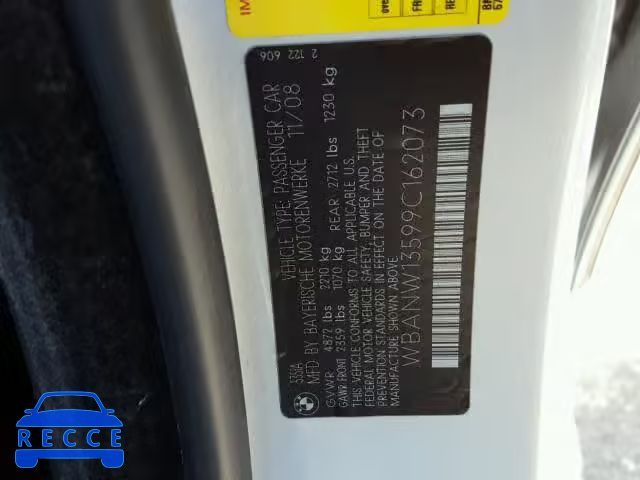 535iA
VEHICLE TYPE: PASSENGER CAR
MFD BY BAYERISCHE MOTORENWERKE 11/08
GVWR 4872 lbs 2210 kg
GAWR FRONT 2359 lbs 1070 kg REAR 2712 lbs 1230 kg
THIS VEHICLE CONFORMS TO ALL APPLICABLE U.S.
FEDERAL MOTOR VEHICLE SAFETY, BUMPER AND THEFT
PREVENTION STANDARDS IN EFFECT ON THE DATE OF
MANUFACTURE SHOWN ABOVE
WBANW13599C162073
2 122 606
RECCE